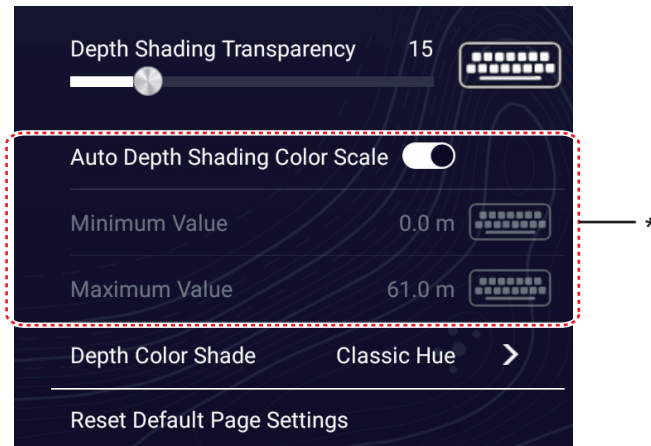 Depth Shading Transparency 15
Auto Depth Shading Color Scale
*
Minimum Value 0.0 m
Maximum Value 61.0 m
Depth Color Shade Classic Hue
Reset Default Page Settings